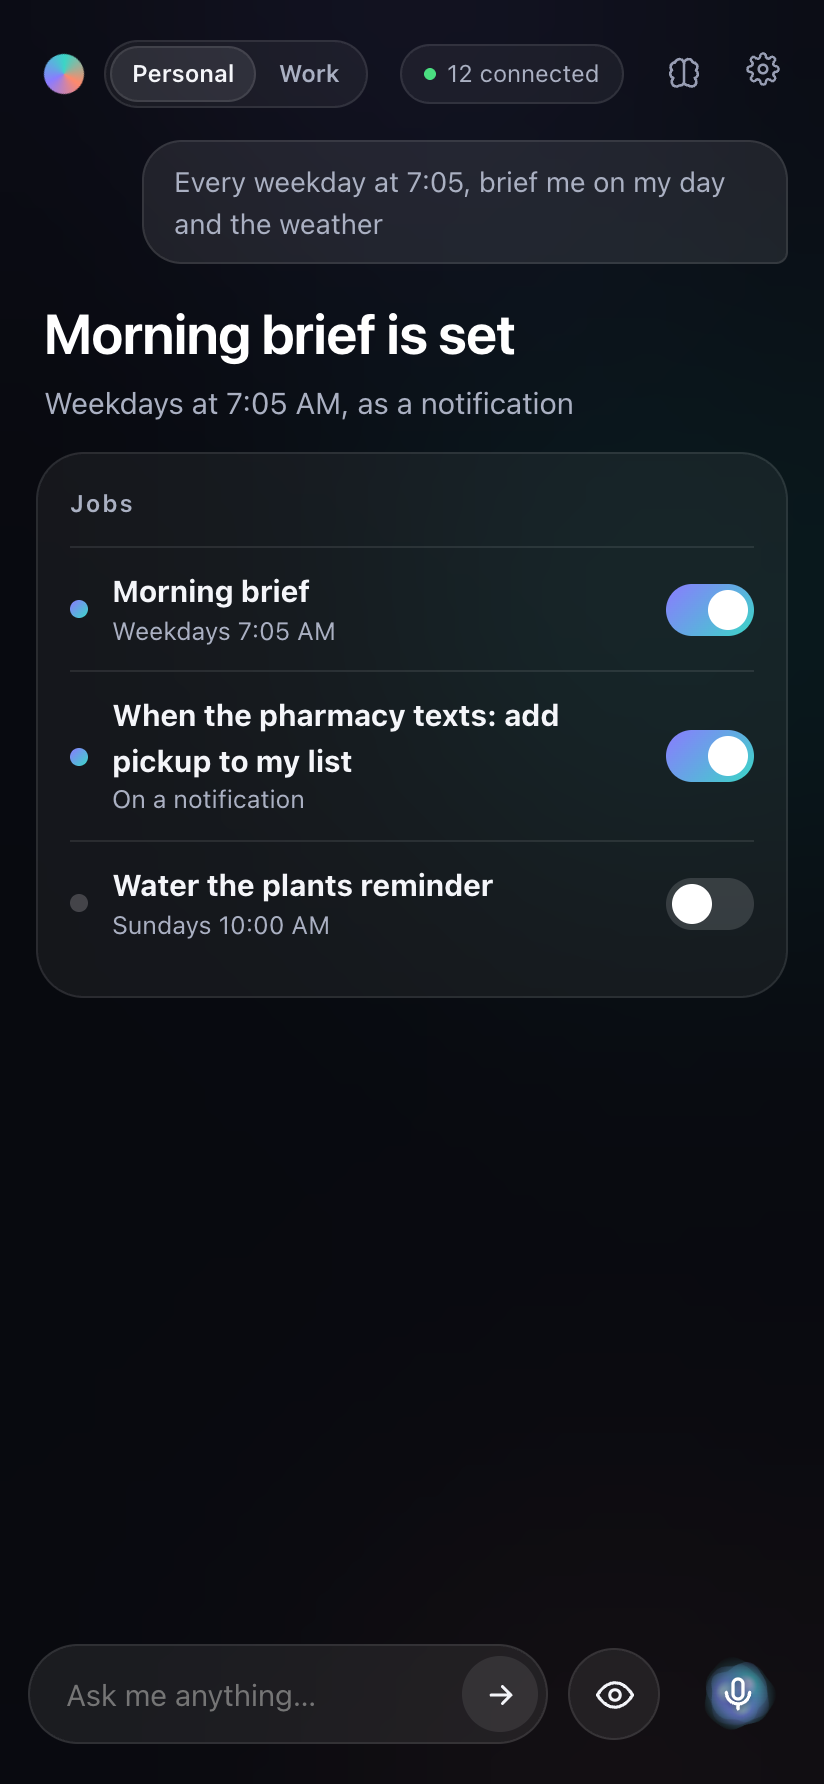 Personal
Work
12 connected
Every weekday at 7:05, brief me on my day
and the weather
Morning brief is set
Weekdays at 7:05 AM, as a notification
Jobs
Morning brief
Weekdays 7:05 AM
When the pharmacy texts: add
pickup to my list
On a notification
Water the plants reminder
Sundays 10:00 AM
Ask me anything...